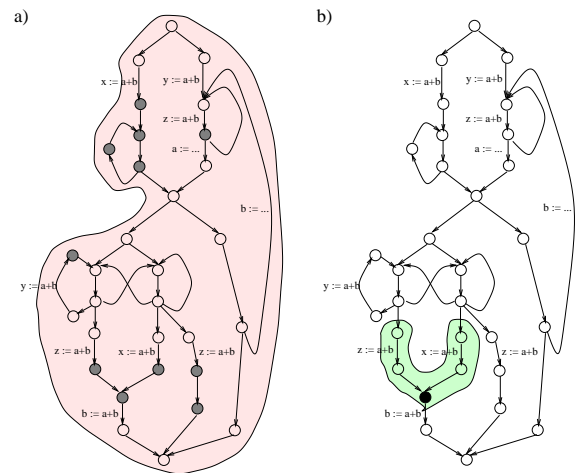 a)
b)
x := a+b
y := a+b
z := a+b
a := ...
b := ...
y := a+b
z := a+b
x := a+b
z := a+b
b := a+b
x := a+b
y := a+b
z := a+b
a := ...
b := ...
y := a+b
z := a+b
x := a+b
z := a+b
b := a+b